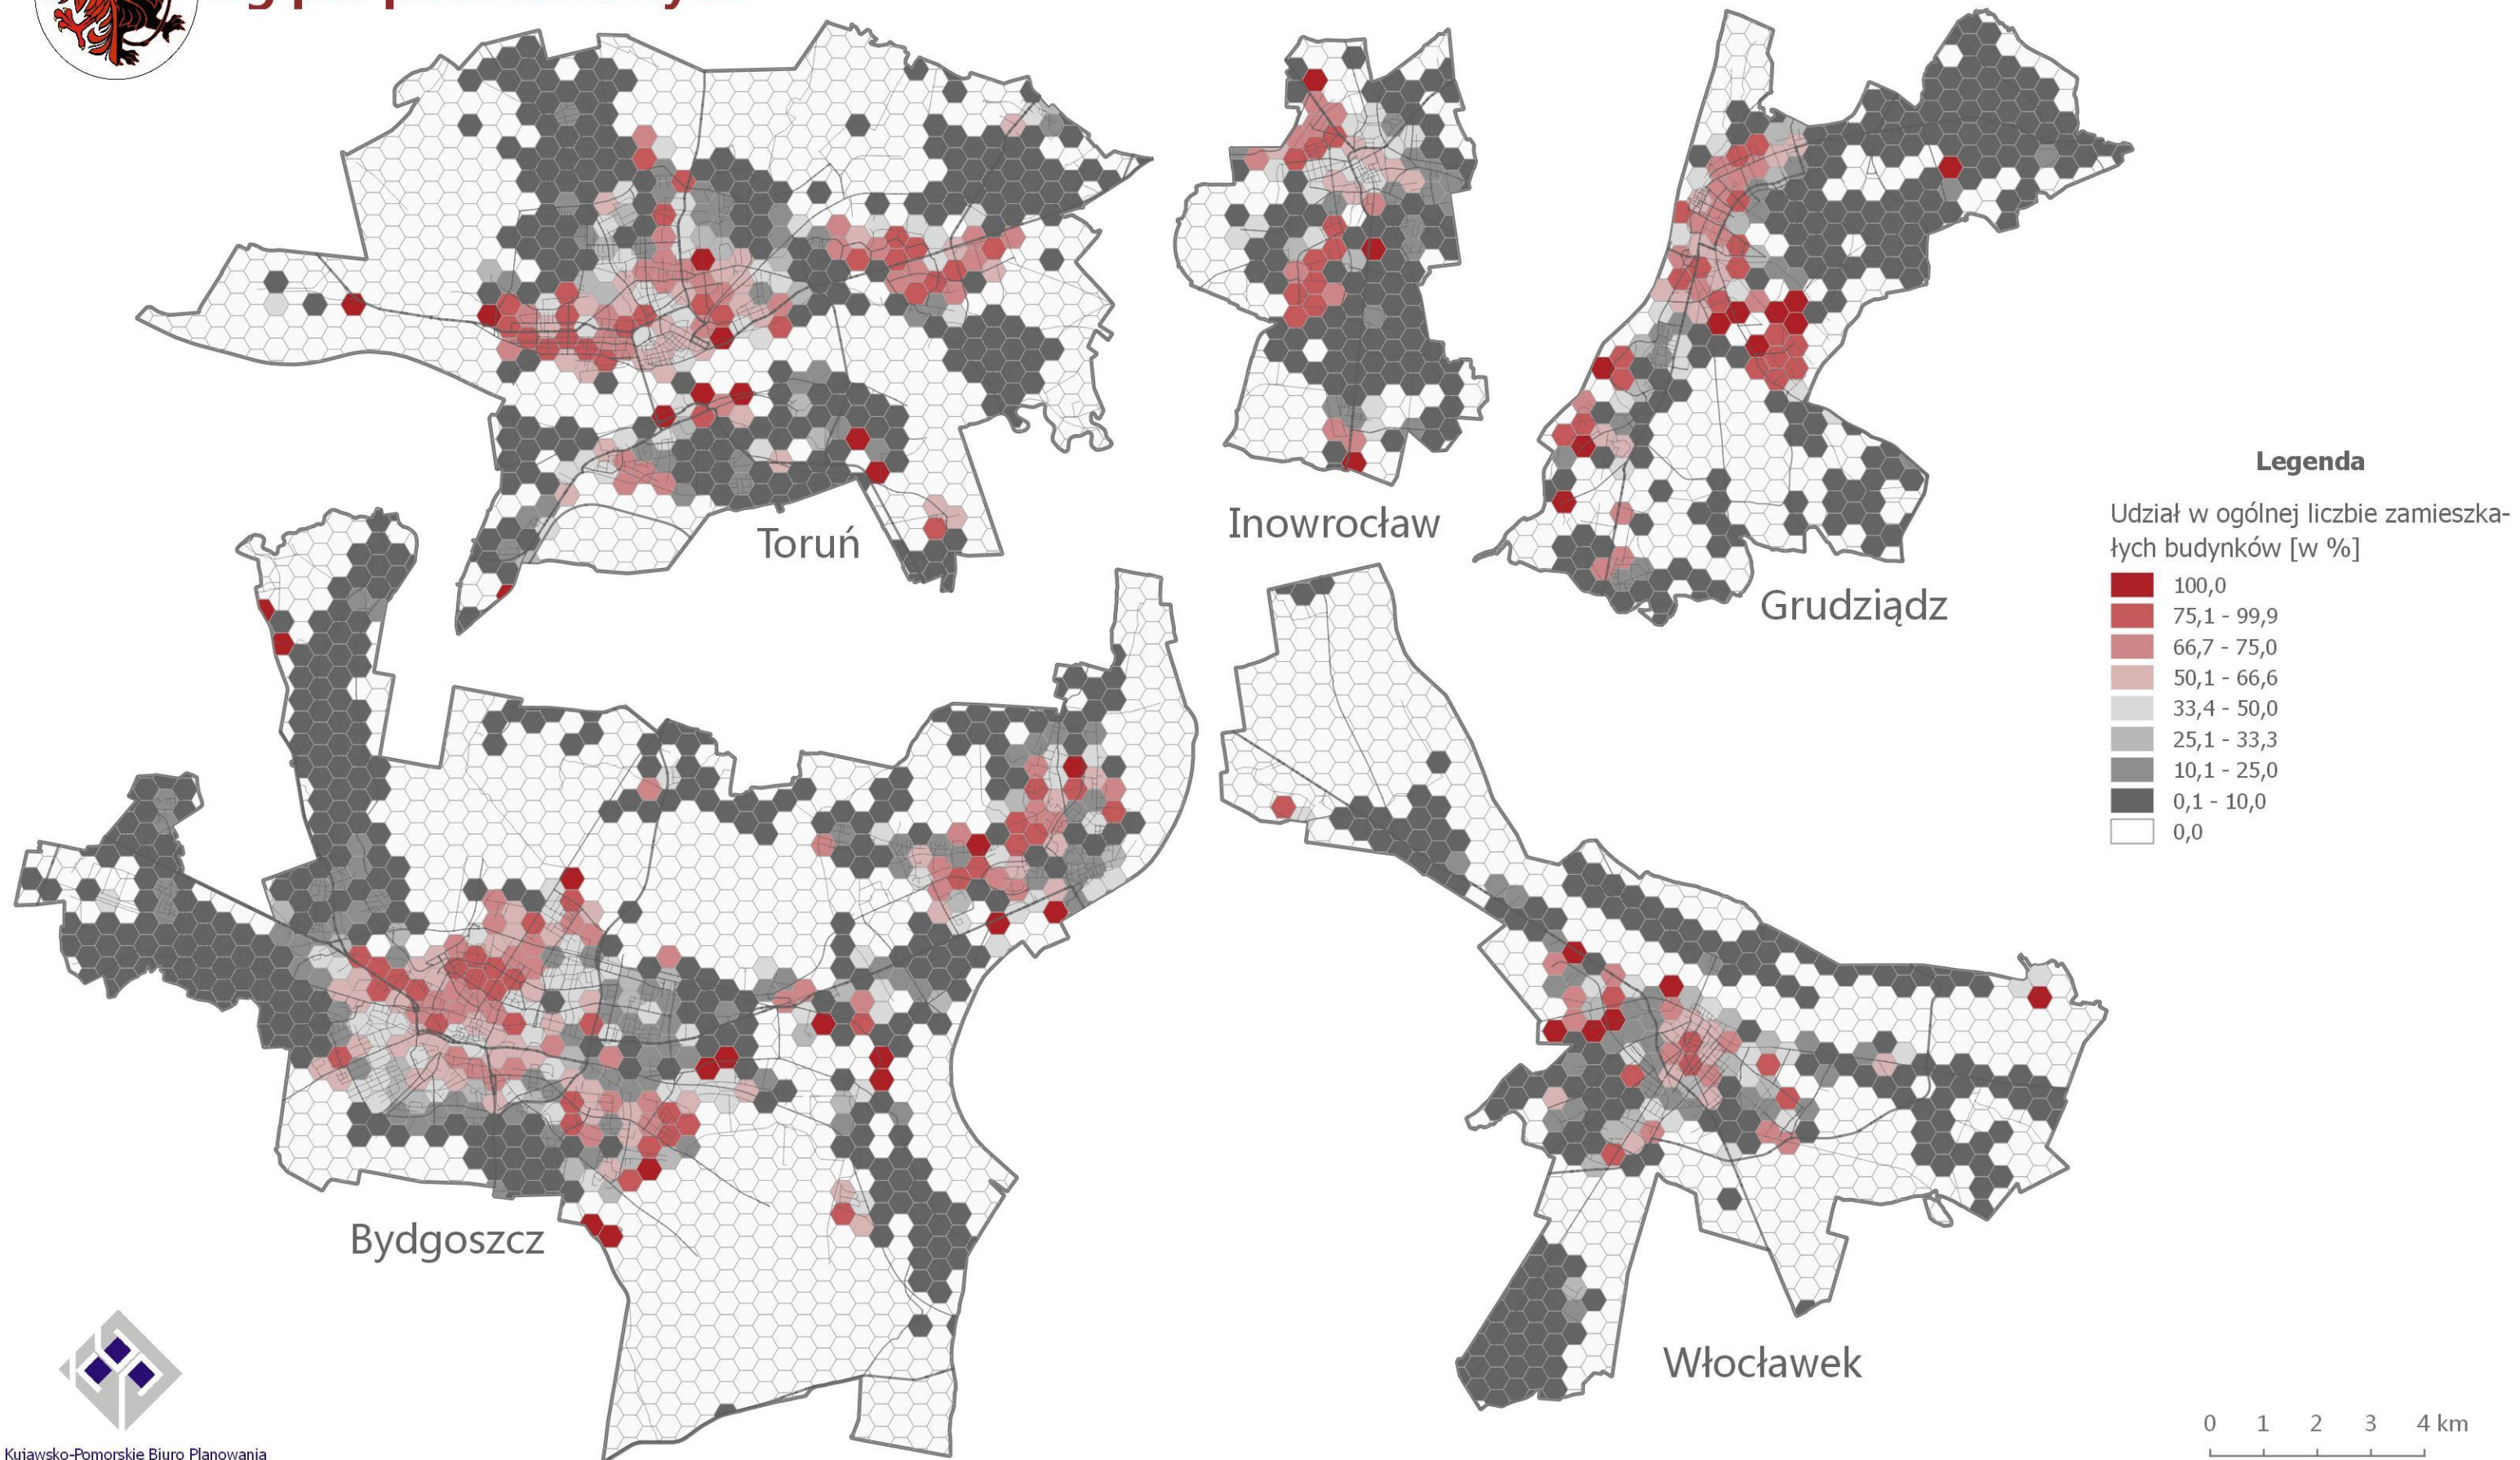 Toruń
Inowrocław
Grudziądz
Bydgoszcz
Włocławek
Legenda
Udział w ogólnej liczbie zamieszka-
łych budynków [w %]
100,0
75,1 - 99,9
66,7 - 75,0
50,1 - 66,6
33,4 - 50,0
25,1 - 33,3
10,1 - 25,0
0,1 - 10,0
0,0
0 1 2 3 4 km
Kujawsko-Pomorskie Biuro Planowania